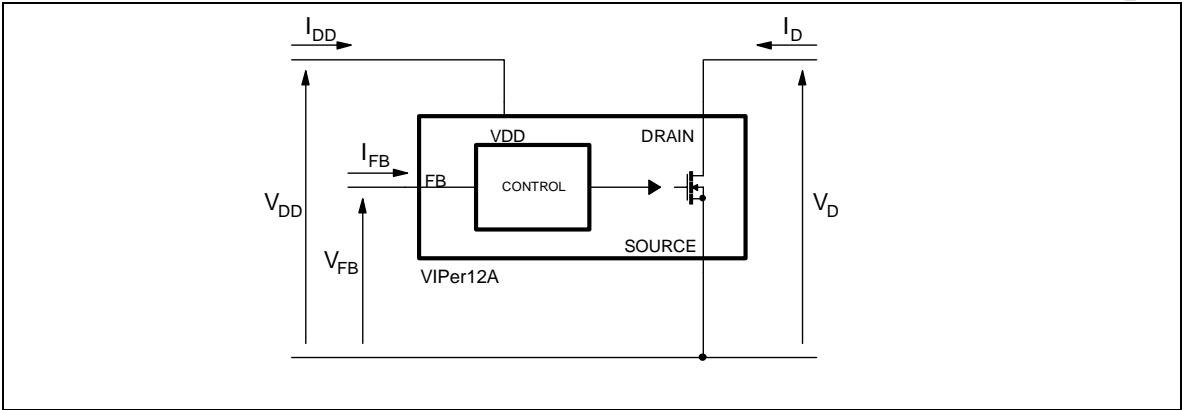 IDD
ID
VDD
DRAIN
IFB
FB
CONTROL
VDD
VD
SOURCE
VFB
VIPer12A